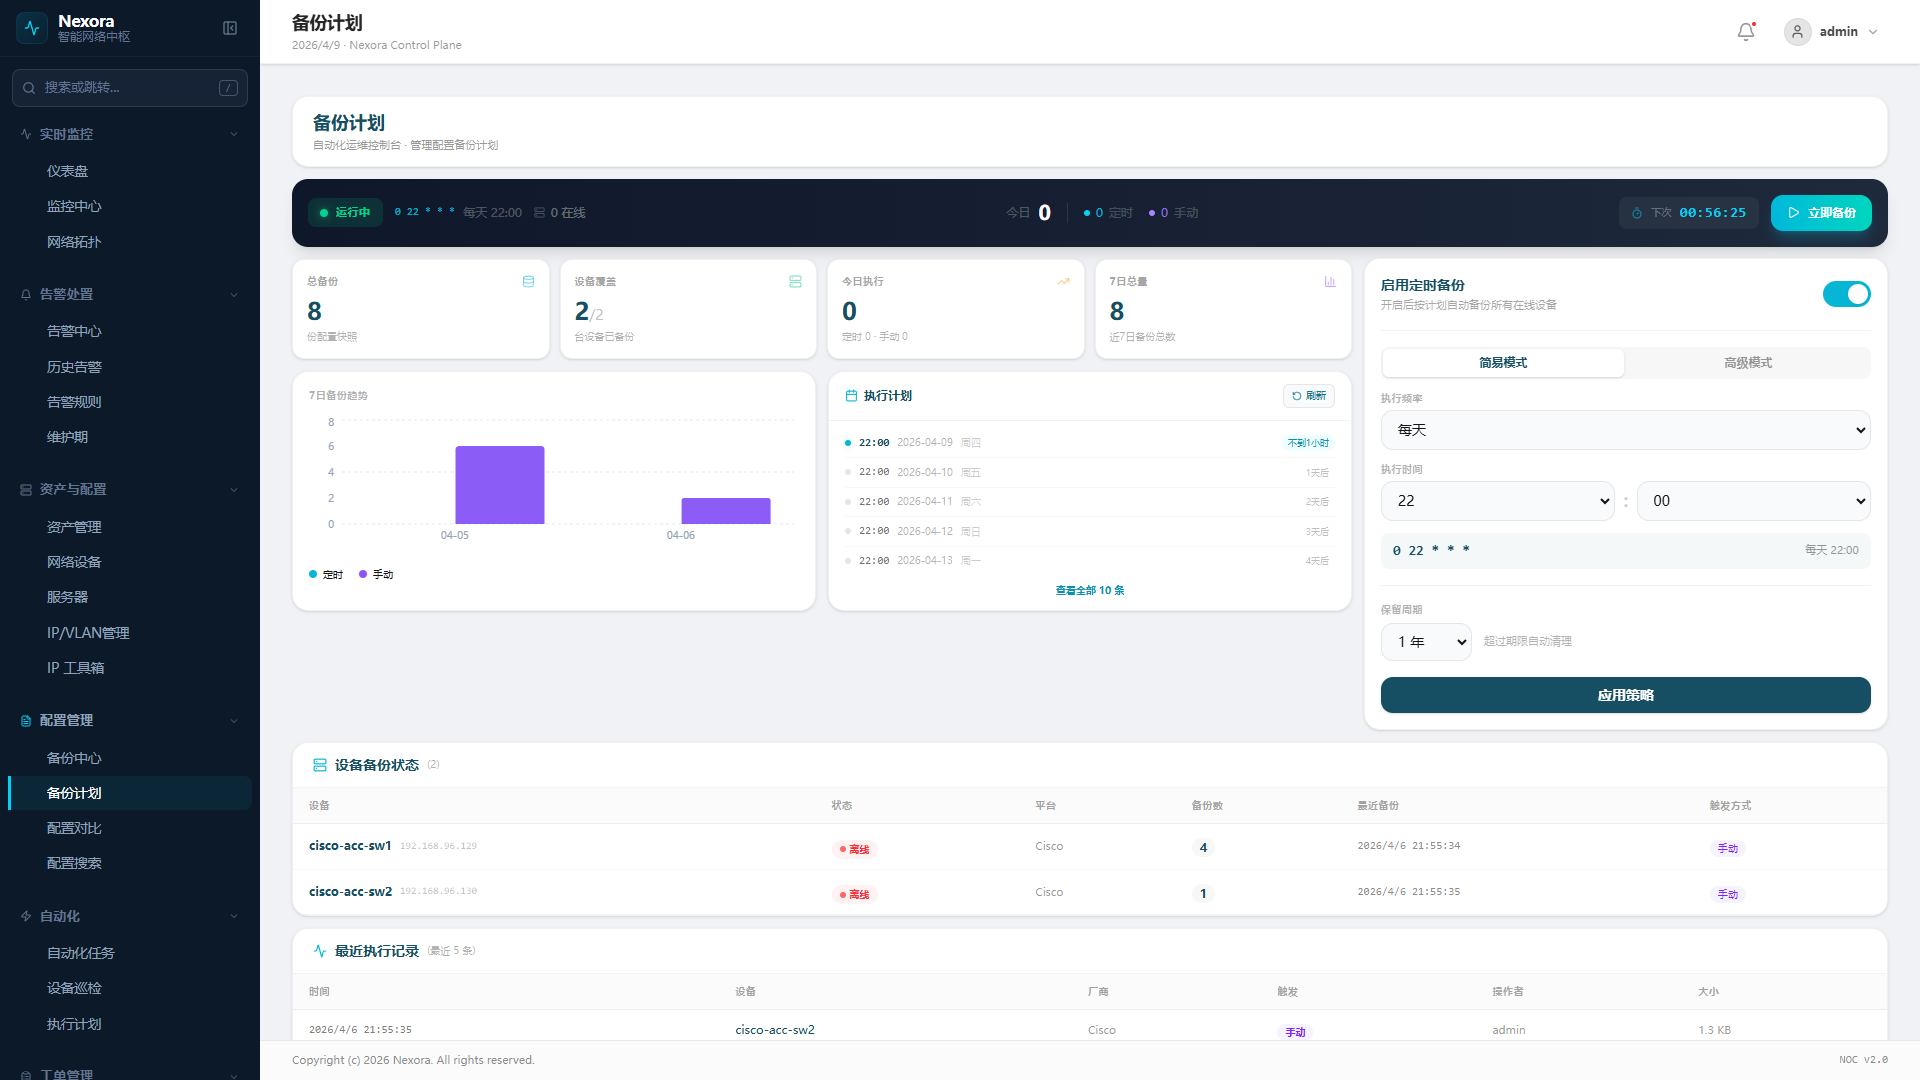 Nexora
智能网络中枢
搜索或跳转...
/
实时监控
仪表盘
监控中心
网络拓扑
告警处置
告警中心
历史告警
告警规则
维护期
资产与配置
资产管理
网络设备
服务器
IP/VLAN管理
IP 工具箱
配置管理
备份中心
备份计划
配置对比
配置搜索
自动化
自动化任务
设备巡检
执行计划
工单管理
备份计划
2026/4/9 · Nexora Control Plane
admin
备份计划
自动化运维控制台 · 管理配置备份计划
运行中 0 22 * * * 每天 22:00 0 在线
今日 0 0 定时 0 手动
下次 00:56:25 立即备份
总备份
8
份配置快照
设备覆盖
2/2
台设备已备份
今日执行
0
定时 0 · 手动 0
7日总量
8
近7日备份总数
7日备份趋势
8
6
4
2
0
04-05 04-06
定时 手动
执行计划 刷新
22:00 2026-04-09 周四 不到1小时
22:00 2026-04-10 周五 1天后
22:00 2026-04-11 周六 2天后
22:00 2026-04-12 周日 3天后
22:00 2026-04-13 周一 4天后
查看全部 10 条
启用定时备份
开启后按计划自动备份所有在线设备
简易模式 高级模式
执行频率
每天
执行时间
22 : 00
0 22 * * * 每天 22:00
保留周期
1 年 超过期限自动清理
应用策略
设备备份状态 (2)
设备 状态 平台 备份数 最近备份 触发方式
cisco-acc-sw1 192.168.96.129 离线 Cisco 4 2026/4/6 21:55:34 手动
cisco-acc-sw2 192.168.96.130 离线 Cisco 1 2026/4/6 21:55:35 手动
最近执行记录 (最近 5 条)
时间 设备 厂商 触发 操作者 大小
2026/4/6 21:55:35 cisco-acc-sw2 Cisco 手动 admin 1.3 KB
Copyright (c) 2026 Nexora. All rights reserved.
NOC v2.0